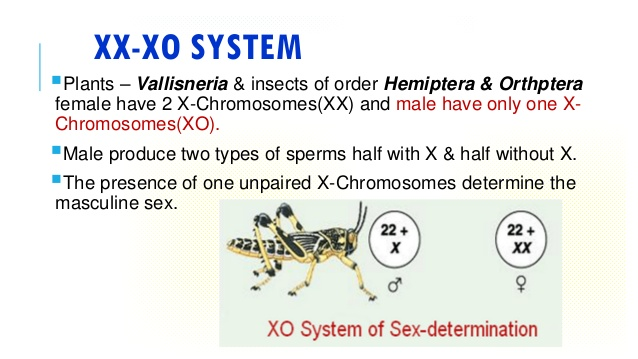 XX-XO SYSTEM
Plants – Vallisneria & insects of order Hemiptera & Orthptera
female have 2 X-Chromosomes(XX) and male have only one X-
Chromosomes(XO).
Male produce two types of sperms half with X & half without X.
The presence of one unpaired X-Chromosomes determine the
masculine sex.
22 +
X
♂
22 +
XX
♀
XO System of Sex-determination